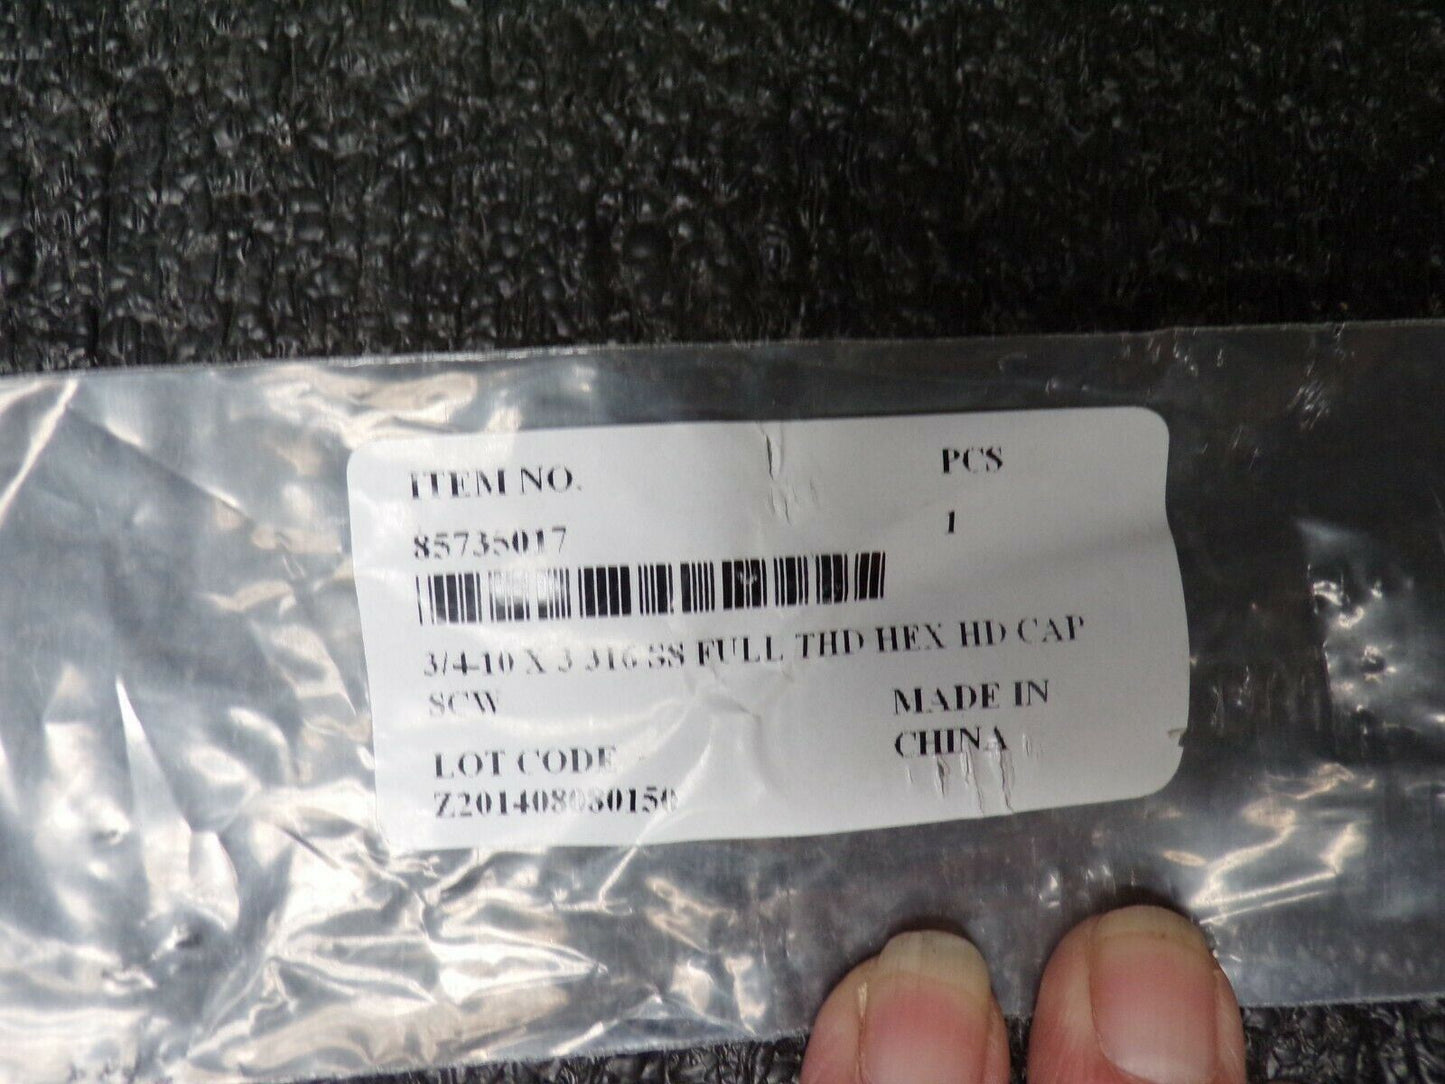 ITEM NO. PCS
85735017 1
3/4-10 X 3 316 SS FULL THD HEX HD CAP
SCW
MADE IN
CHINA
LOT CODE
Z201408080150